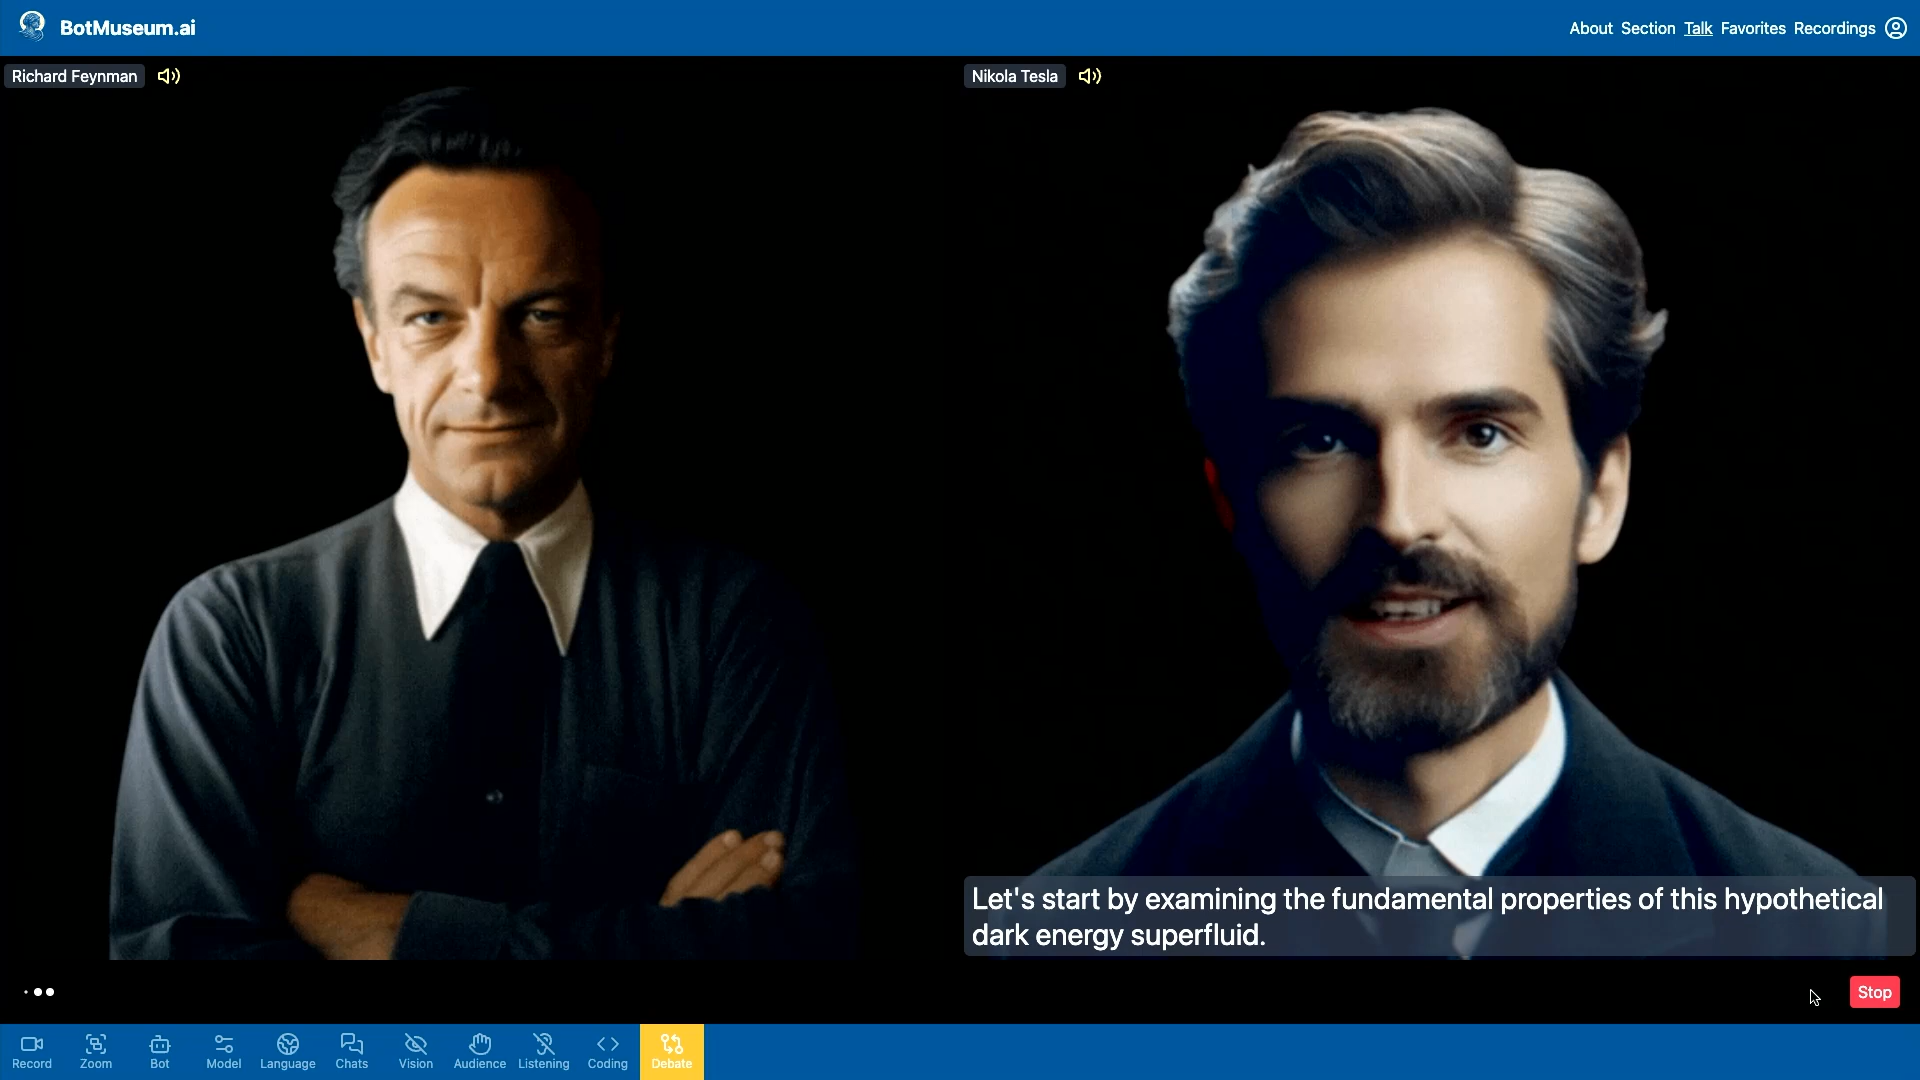 BotMuseum.ai
About Section Talk Favorites Recordings
Richard Feynman
Nikola Tesla
Let's start by examining the fundamental properties of this hypothetical
dark energy superfluid.
Stop
Record Zoom Bot Model Language Chats Vision Audience Listening Coding Debate